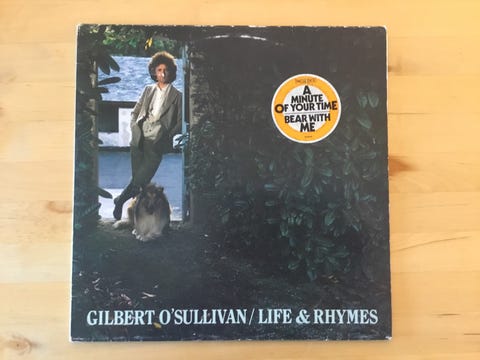 A
MINUTE
OF YOUR TIME
BEAR WITH
ME
GILBERT O'SULLIVAN / LIFE & RHYMES